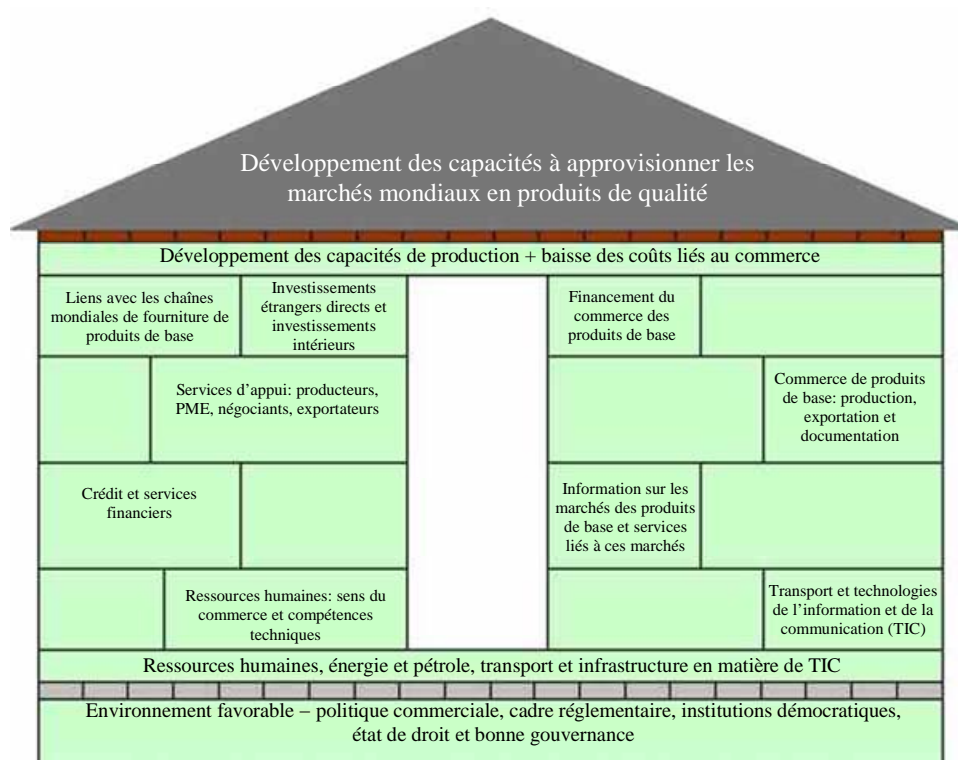 Développement des capacités à approvisionner les
marchés mondiaux en produits de qualité
Développement des capacités de production + baisse des coûts liés au commerce
Liens avec les chaînes
mondiales de fourniture de
produits de base
Investissements
étrangers directs et
investissements
intérieurs
Financement du
commerce des
produits de base
Services d'appui: producteurs,
PME, négociants, exportateurs
Commerce de produits
de base: production,
exportation et
documentation
Crédit et services
financiers
Information sur les
marchés des produits
de base et services
liés à ces marchés
Ressources humaines: sens du
commerce et compétences
techniques
Transport et technologies
de l'information et de la
communication (TIC)
Ressources humaines, énergie et pétrole, transport et infrastructure en matière de TIC
Environnement favorable – politique commerciale, cadre réglementaire, institutions démocratiques,
état de droit et bonne gouvernance